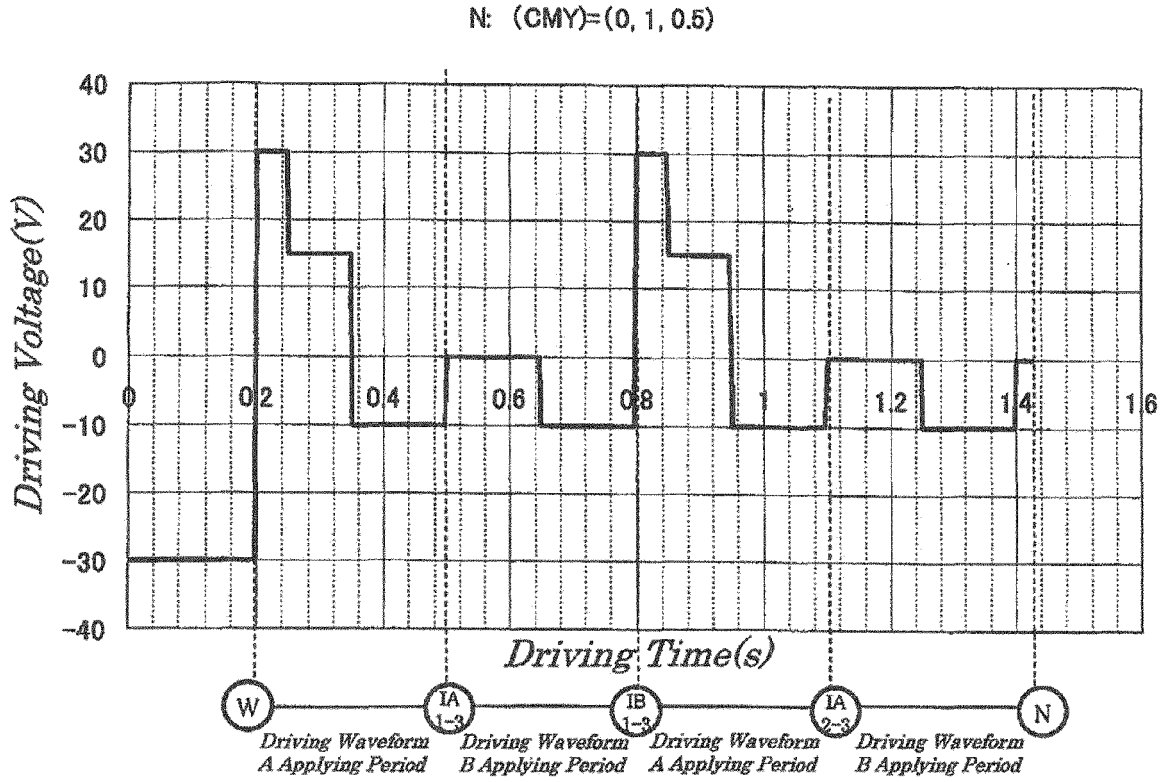 N: (CMY)=(0, 1, 0.5)
40
30
20
10
0
-10
-20
-30
-40
Driving Voltage(V)
0 0.2 0.4 0.6 0.8 1 1.2 1.4 1.6
Driving Time(s)
W IA 1-3 IB 1-3 IA 2-3 N
Driving Waveform A Applying Period
Driving Waveform B Applying Period
Driving Waveform A Applying Period
Driving Waveform B Applying Period